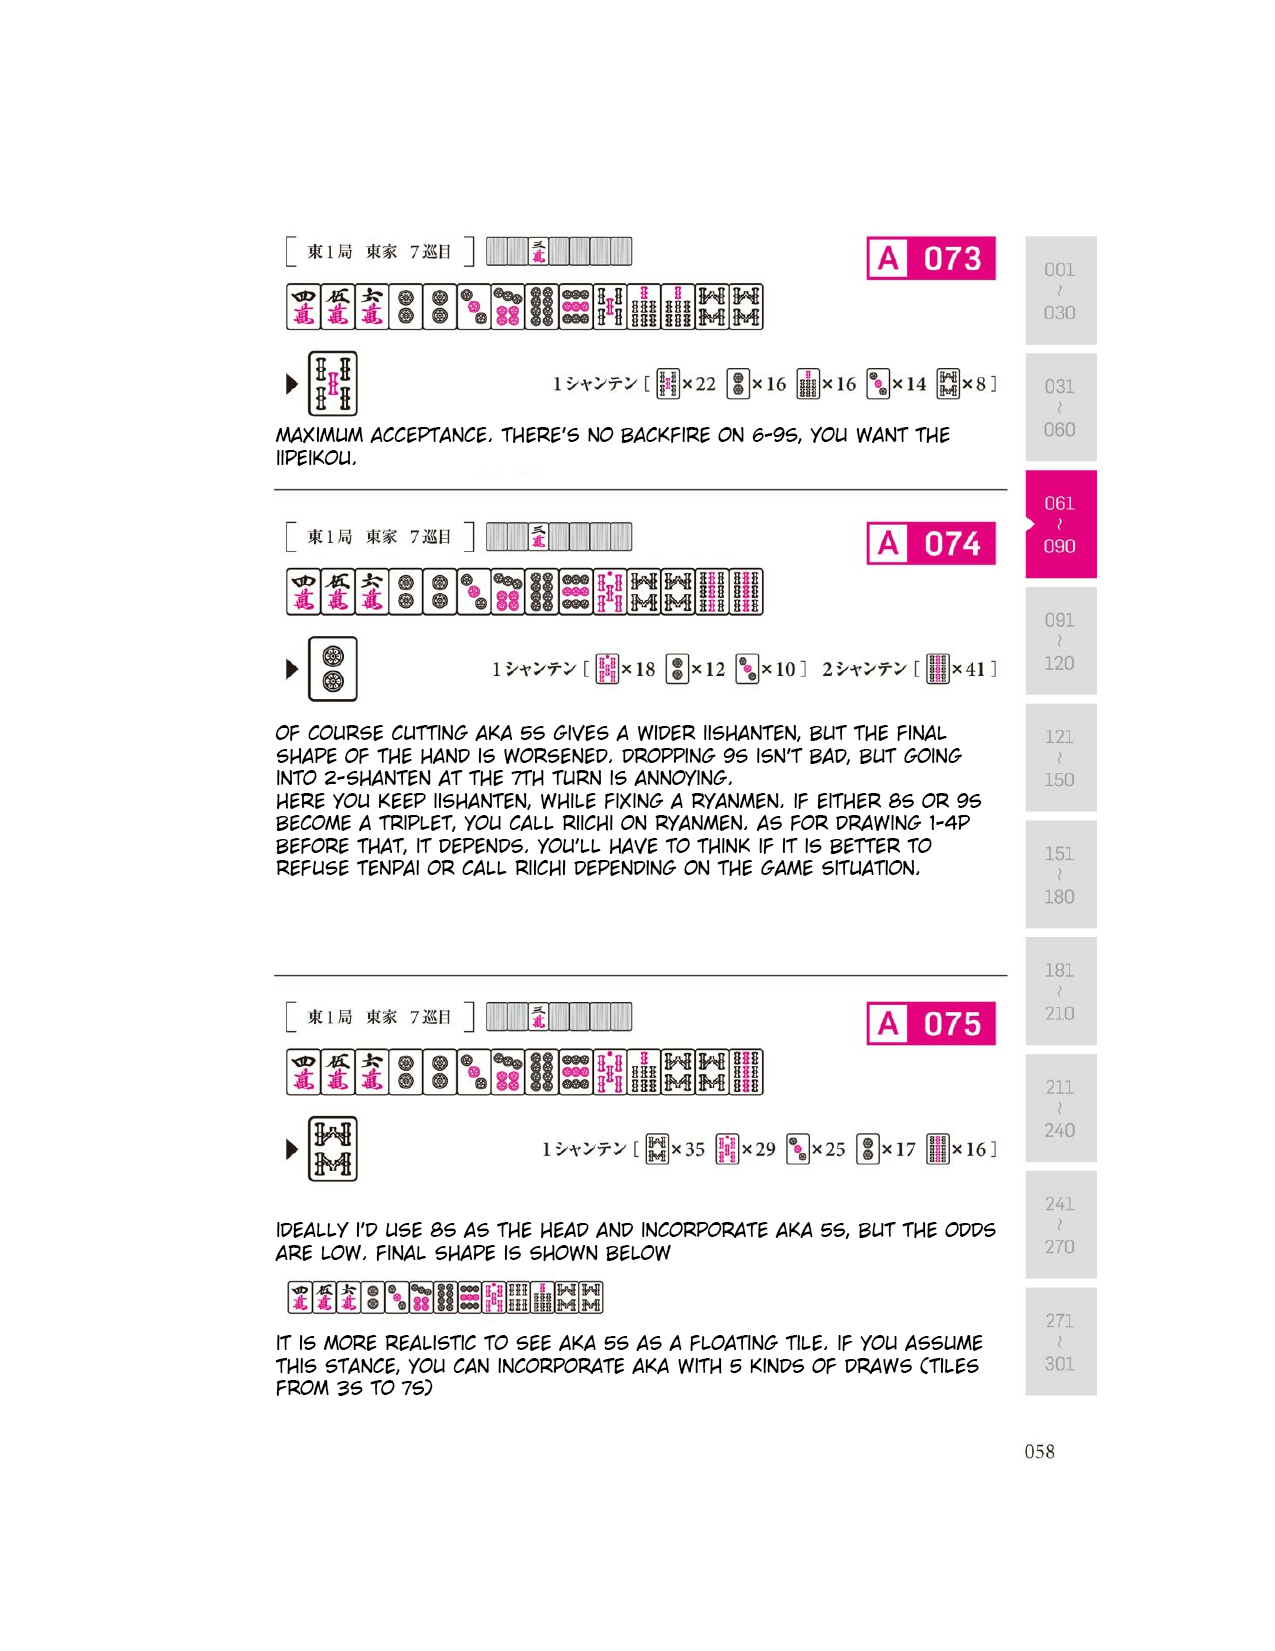 東1局 東家 7巡目
A 073
1シャンテン [ ×22 ×16 ×16 ×14 ×8 ]
MAXIMUM ACCEPTANCE. THERE'S NO BACKFIRE ON 6-9S, YOU WANT THE
IIPEIKOU.
東1局 東家 7巡目
A 074
1シャンテン [ ×18 ×12 ×10 ] 2シャンテン [ ×41 ]
OF COURSE CUTTING AKA 5S GIVES A WIDER IISHANTEN, BUT THE FINAL
SHAPE OF THE HAND IS WORSENED. DROPPING 9S ISN'T BAD, BUT GOING
INTO 2-SHANTEN AT THE 7TH TURN IS ANNOYING.
HERE YOU KEEP IISHANTEN, WHILE FIXING A RYANMEN. IF EITHER 8S OR 9S
BECOME A TRIPLET, YOU CALL RIICHI ON RYANMEN. AS FOR DRAWING 1-4P
BEFORE THAT, IT DEPENDS. YOU'LL HAVE TO THINK IF IT IS BETTER TO
REFUSE TENPAI OR CALL RIICHI DEPENDING ON THE GAME SITUATION.
東1局 東家 7巡目
A 075
1シャンテン [ ×35 ×29 ×25 ×17 ×16 ]
IDEALLY I'D USE 8S AS THE HEAD AND INCORPORATE AKA 5S, BUT THE ODDS
ARE LOW. FINAL SHAPE IS SHOWN BELOW
IT IS MORE REALISTIC TO SEE AKA 5S AS A FLOATING TILE. IF YOU ASSUME
THIS STANCE, YOU CAN INCORPORATE AKA WITH 5 KINDS OF DRAWS (TILES
FROM 3S TO 7S)
001
~
030
031
~
060
061
~
090
091
~
120
121
~
150
151
~
180
181
~
210
211
~
240
241
~
270
271
~
301
058